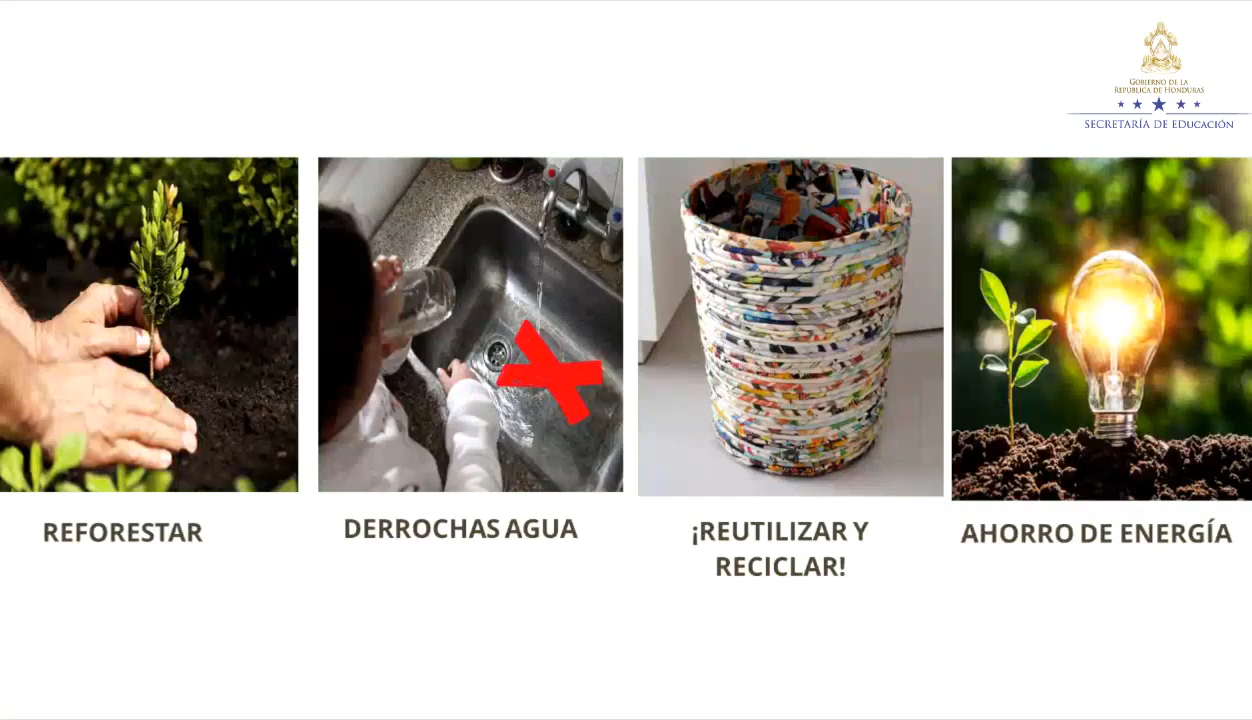 GOBIERNO DE LA
REPÚBLICA DE HONDURAS
SECRETARÍA DE EDUCACIÓN
REFORESTAR
DERROCHAS AGUA
¡REUTILIZAR Y
RECICLAR!
AHORRO DE ENERGÍA